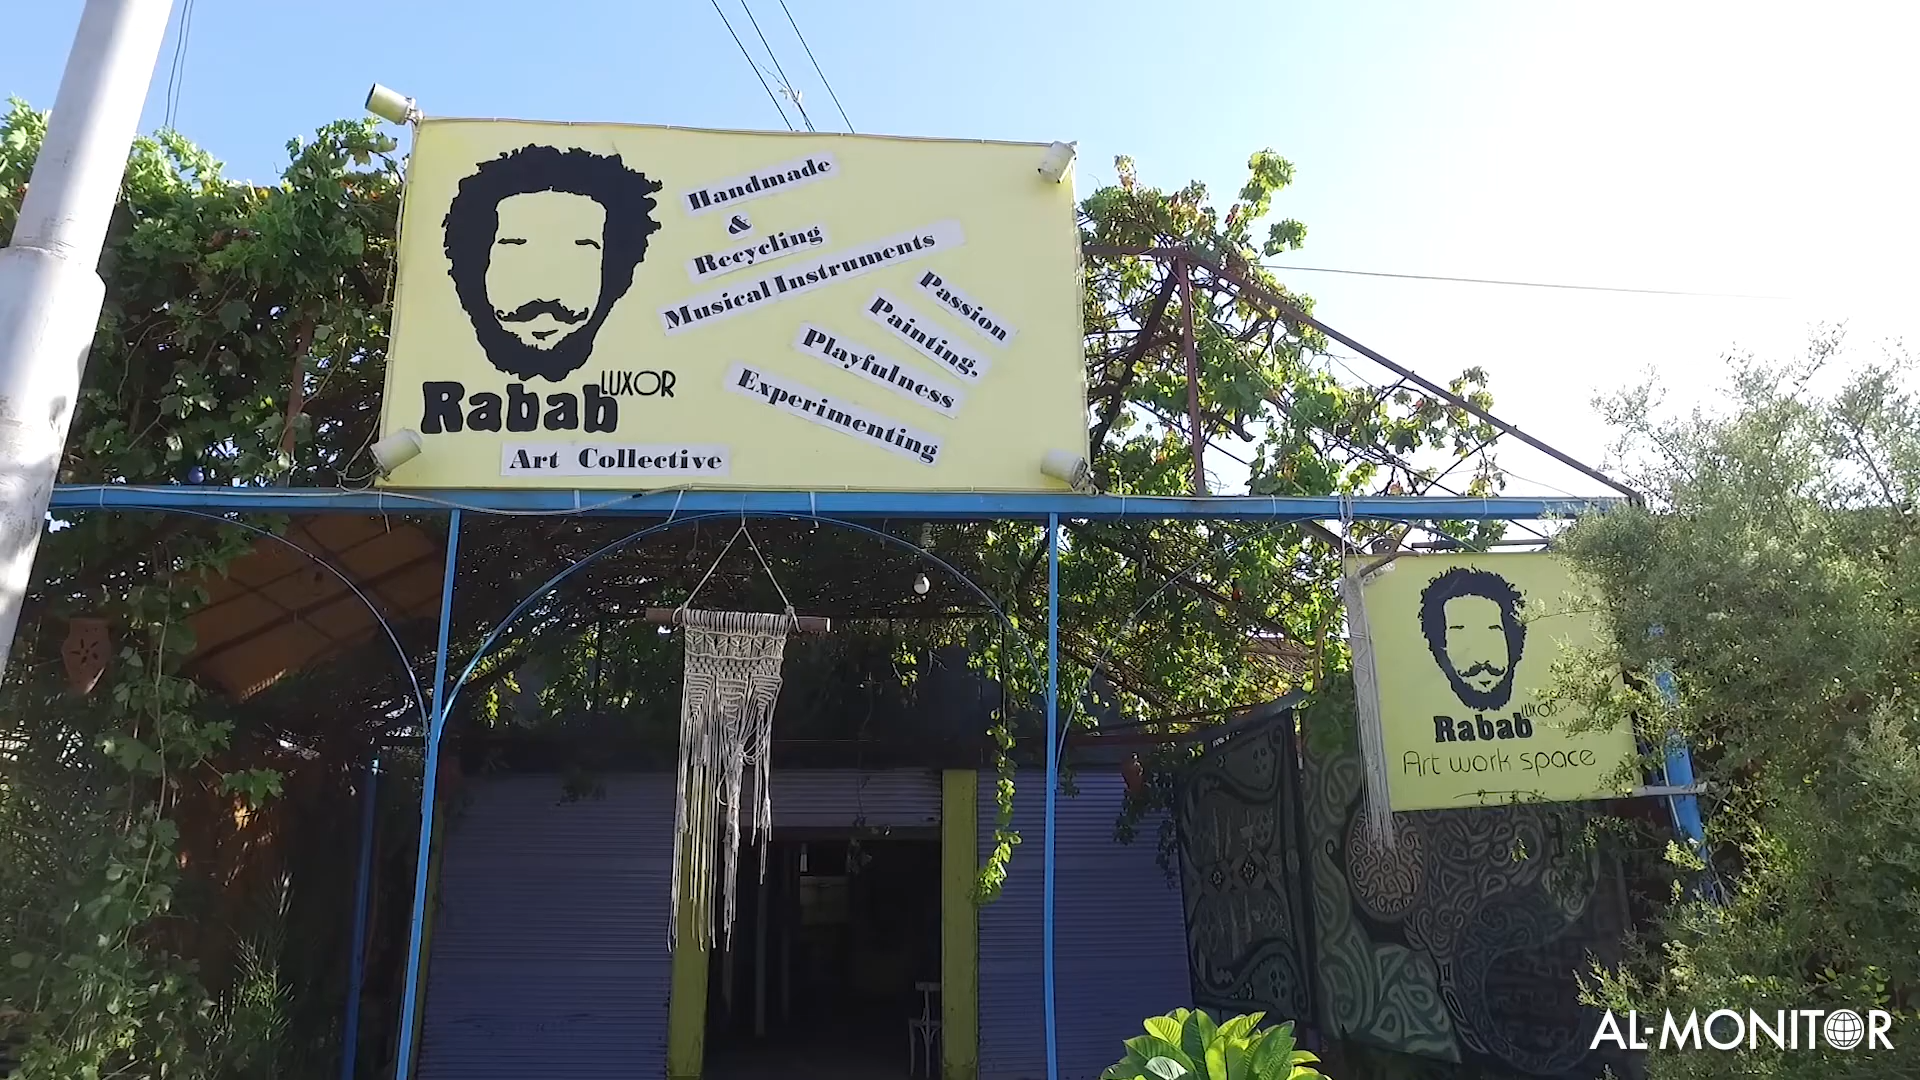 Handmade
&
Recycling
Musical Instruments
Passion
Painting,
Playfulness
Experimenting
LUXOR
Rabab
Art Collective
LUXOR
Rabab
Art work space
AL-MONITOR